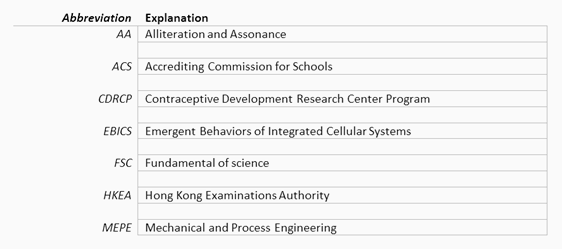 Abbreviation Explanation
AA Alliteration and Assonance
ACS Accrediting Commission for Schools
CDRCP Contraceptive Development Research Center Program
EBICS Emergent Behaviors of Integrated Cellular Systems
FSC Fundamental of science
HKEA Hong Kong Examinations Authority
MEPE Mechanical and Process Engineering